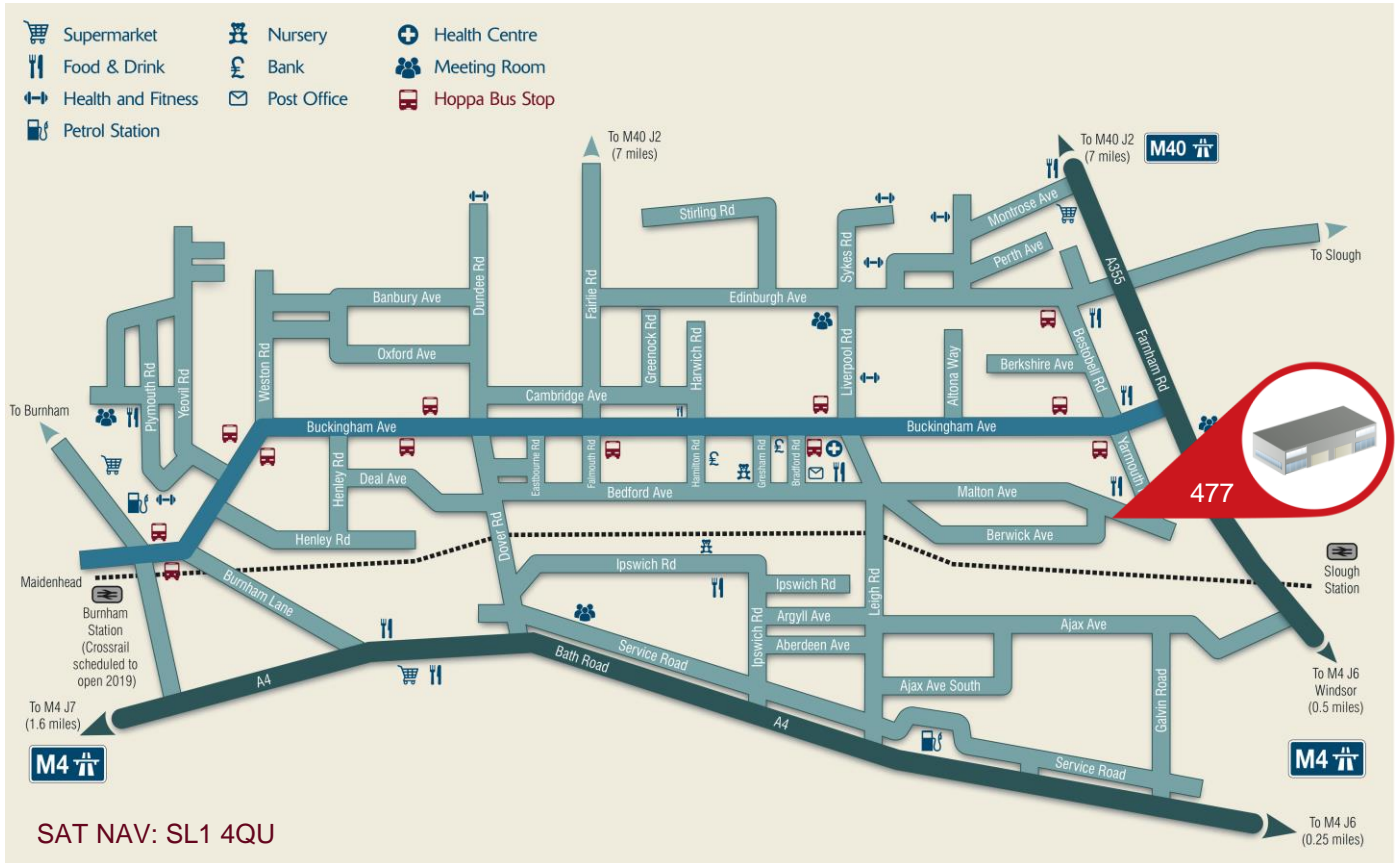 Supermarket
Food & Drink
Health and Fitness
Petrol Station
Nursery
£ Bank
Post Office
Health Centre
Meeting Room
Hoppa Bus Stop
To M40 J2
(7 miles)
To M40 J2
(7 miles)
M40
Stirling Rd
Sykes Rd
Montrose Ave
Perth Ave
To Slough
A355
Farnham Rd
Dundee Rd
Fairlie Rd
Banbury Ave
Edinburgh Ave
Oxford Ave
Weston Rd
Plymouth Rd
Yeovil Rd
Greenock Rd
Harwich Rd
Liverpool Rd
Altona Way
Berkshire Ave
Bestobell Rd
Cambridge Ave
To Burnham
Buckingham Ave
Buckingham Ave
Yarmouth
Henley Rd
Deal Ave
Eastbourne Rd
Falmouth Rd
Hamilton Rd
£
Gresham Rd
£
Bradford Rd
Bedford Ave
Malton Ave
477
Henley Rd
Dover Rd
Berwick Ave
Maidenhead
Burnham
Station
(Crossrail
scheduled to
open 2019)
Burnham Lane
Ipswich Rd
Ipswich Rd
Ipswich Rd
Argyll Ave
Aberdeen Ave
Leigh Rd
Ajax Ave
Ajax Ave South
Slough
Station
Service Road
Bath Road
A4
A4
Galvin Road
Service Road
To M4 J7
(1.6 miles)
M4
To M4 J6
Windsor
(0.5 miles)
M4
To M4 J6
(0.25 miles)
SAT NAV: SL1 4QU